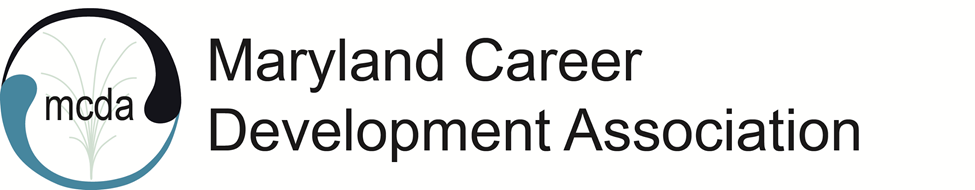 mcda
Maryland Career
Development Association